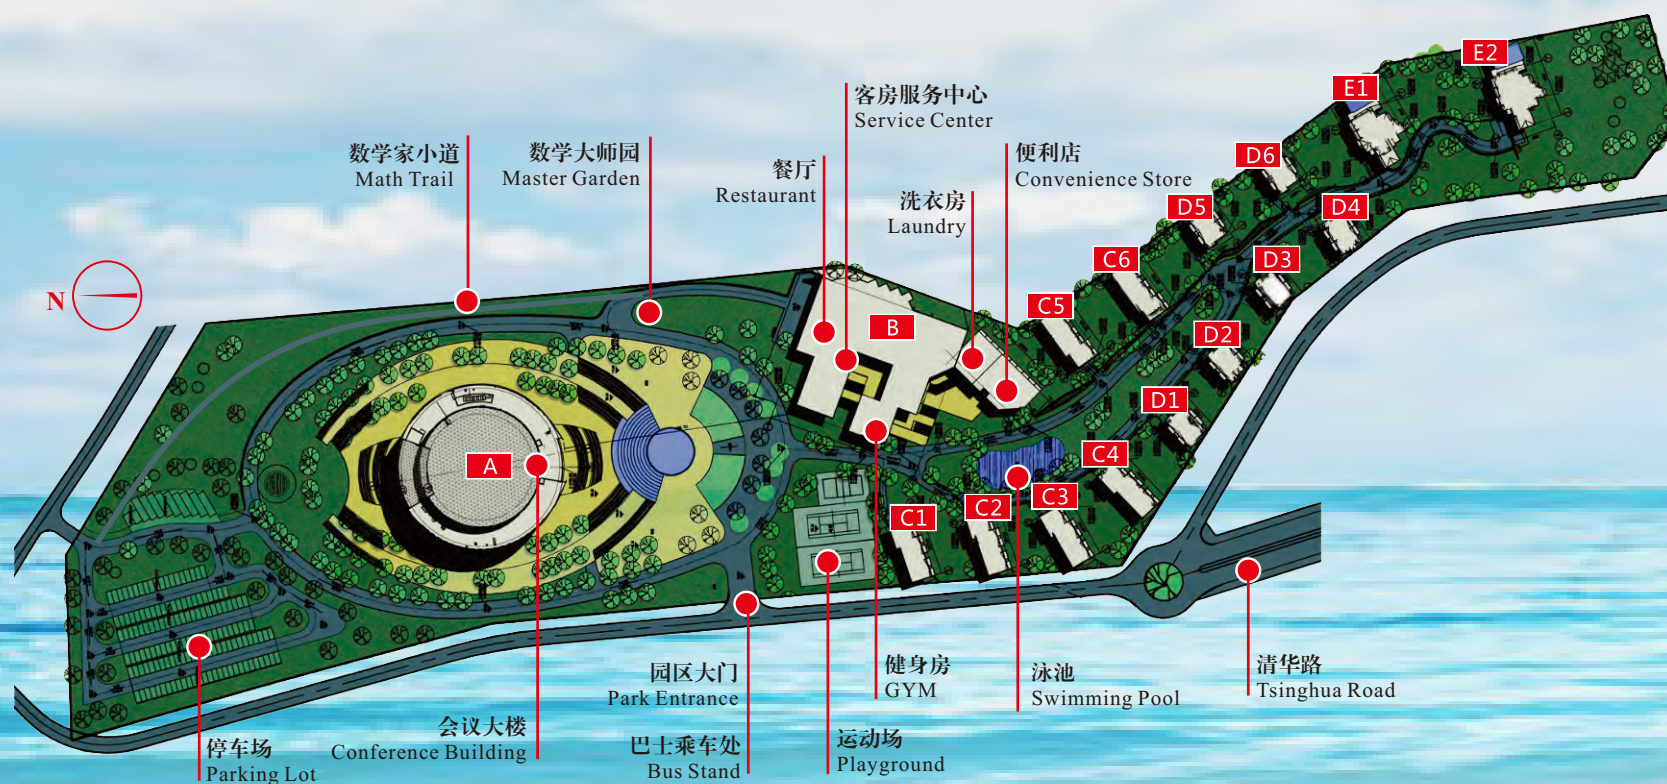 E2
E1
客房服务中心
Service Center
数学家小道
Math Trail
数学大师园
Master Garden
餐厅
Restaurant
便利店
Convenience Store
洗衣房
Laundry
D6
D5
D4
C6
D3
N
C5
B
D2
D1
A
C4
C3
C2
C1
园区大门
Park Entrance
健身房
GYM
泳池
Swimming Pool
清华路
Tsinghua Road
会议大楼
Conference Building
巴士乘车处
Bus Stand
运动场
Playground
停车场
Parking Lot